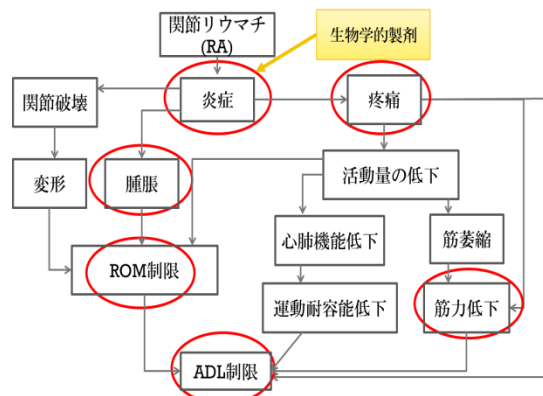 関節リウマチ
(RA)
生物学的製剤
関節破壊
炎症
疼痛
変形
腫脹
活動量の低下
心肺機能低下
筋萎縮
ROM制限
運動耐容能低下
筋力低下
ADL制限